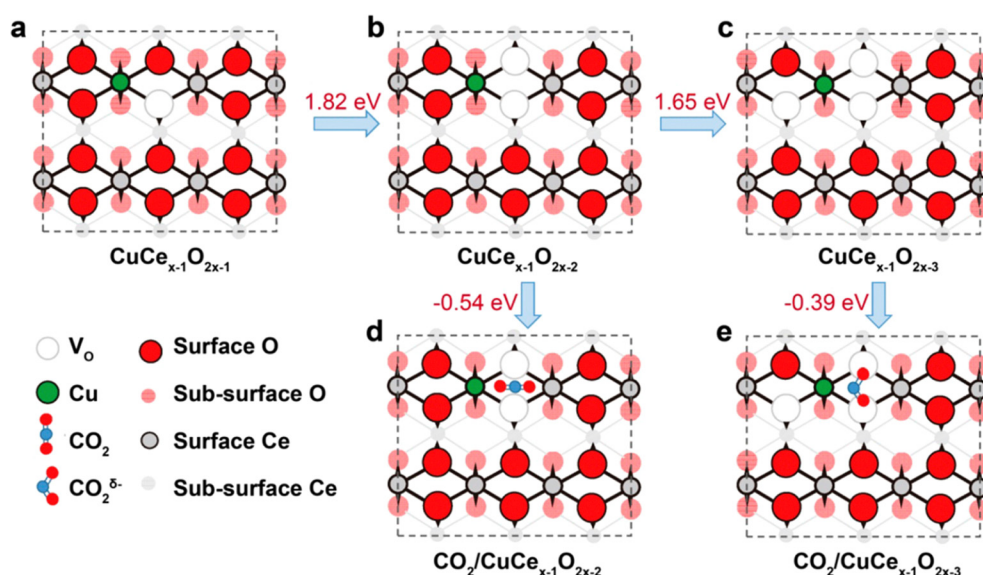 a
b
c
1.82 eV
1.65 eV
CuCeₓ₋₁O₂ₓ₋₁
CuCeₓ₋₁O₂ₓ₋₂
CuCeₓ₋₁O₂ₓ₋₃
-0.54 eV
-0.39 eV
d
e
V₀ Surface O
Cu Sub-surface O
CO₂ Surface Ce
CO₂^δ- Sub-surface Ce
CO₂/CuCeₓ₋₁O₂ₓ₋₂
CO₂/CuCeₓ₋₁O₂ₓ₋₃